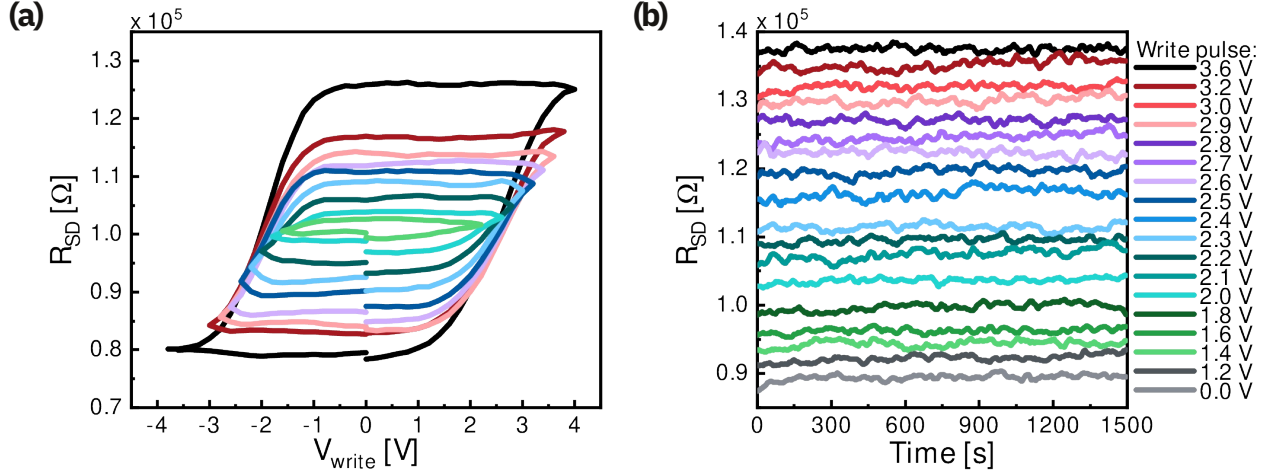 (a)
x 10⁵
1.3
1.2
1.1
1.0
0.9
0.8
0.7
R_SD [Ω]
-4 -3 -2 -1 0 1 2 3 4
V_write [V]
(b)
x 10⁵
1.4
1.3
1.2
1.1
1.0
0.9
R_SD [Ω]
0 300 600 900 1200 1500
Time [s]
Write pulse:
3.6 V
3.2 V
3.0 V
2.9 V
2.8 V
2.7 V
2.6 V
2.5 V
2.4 V
2.3 V
2.2 V
2.1 V
2.0 V
1.8 V
1.6 V
1.4 V
1.2 V
0.0 V